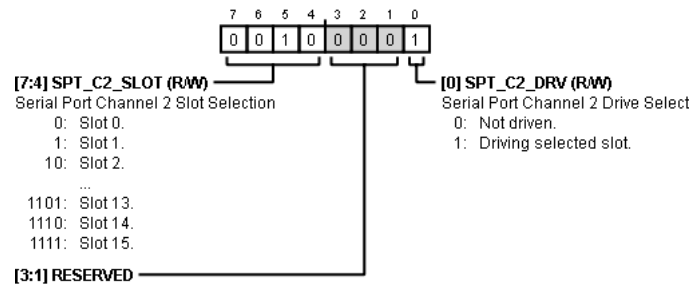 7 6 5 4 3 2 1 0
0 0 1 0 0 0 0 1
[7:4] SPT_C2_SLOT (R/W)
Serial Port Channel 2 Slot Selection
0: Slot 0.
1: Slot 1.
10: Slot 2.
...
1101: Slot 13.
1110: Slot 14.
1111: Slot 15.
[3:1] RESERVED
[0] SPT_C2_DRV (R/W)
Serial Port Channel 2 Drive Select
0: Not driven.
1: Driving selected slot.